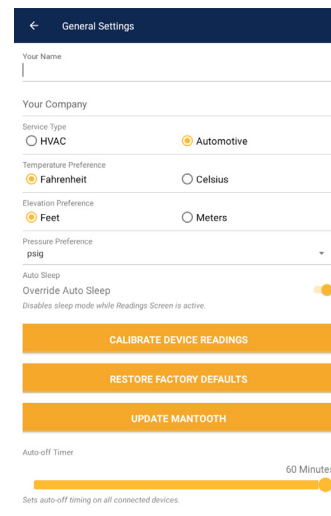 General Settings
Your Name
Your Company
Service Type
HVAC Automotive
Temperature Preference
Fahrenheit Celsius
Elevation Preference
Feet Meters
Pressure Preference
psig
Auto Sleep
Override Auto Sleep
Disables sleep mode while Readings Screen is active.
CALIBRATE DEVICE READINGS
RESTORE FACTORY DEFAULTS
UPDATE MANTOOTH
Auto-off Timer
60 Minutes
Sets auto-off timing on all connected devices.